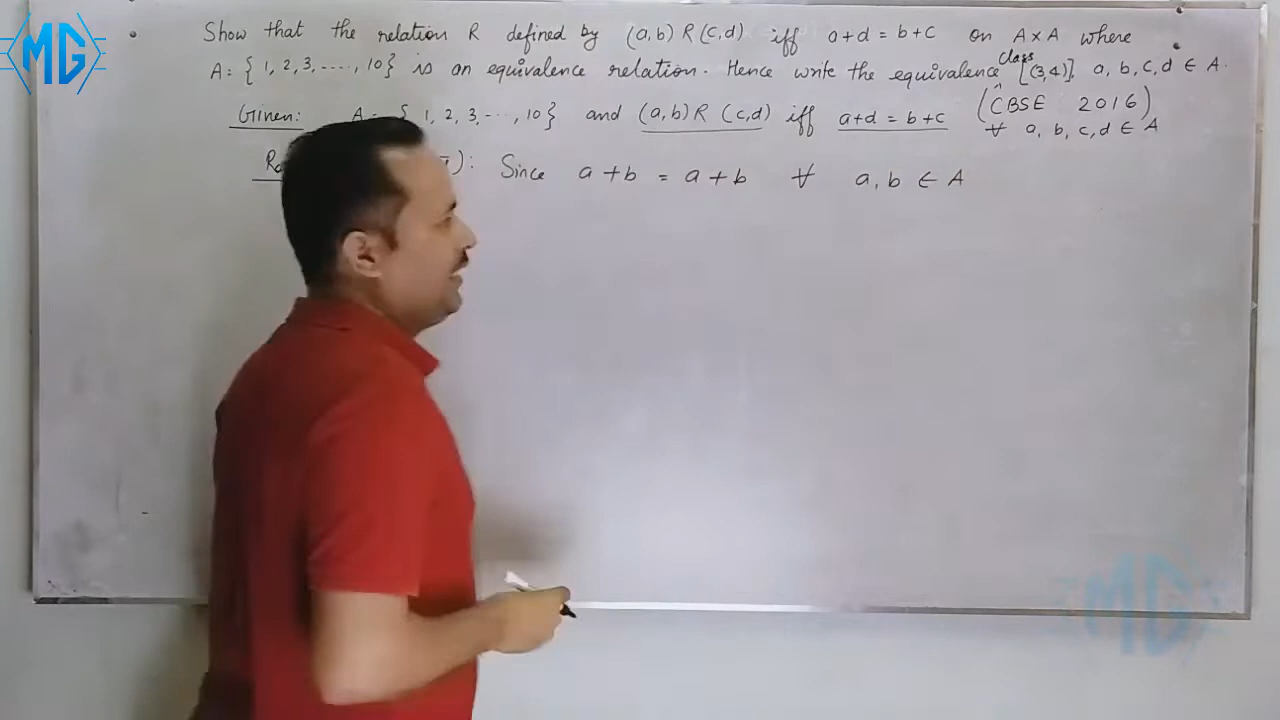 MG
Show that the relation R defined by (a,b) R (c,d) iff a+d = b+c on A×A where
A = { 1, 2, 3, ...., 10} is an equivalence relation. Hence write the equivalence class [(3,4)], a, b, c, d ∈ A.
(CBSE 2016)
Given: A = { 1, 2, 3, ..., 10} and (a,b) R (c,d) iff a+d = b+c ∀ a, b, c, d ∈ A
): Since a+b = a+b ∀ a, b ∈ A
MG